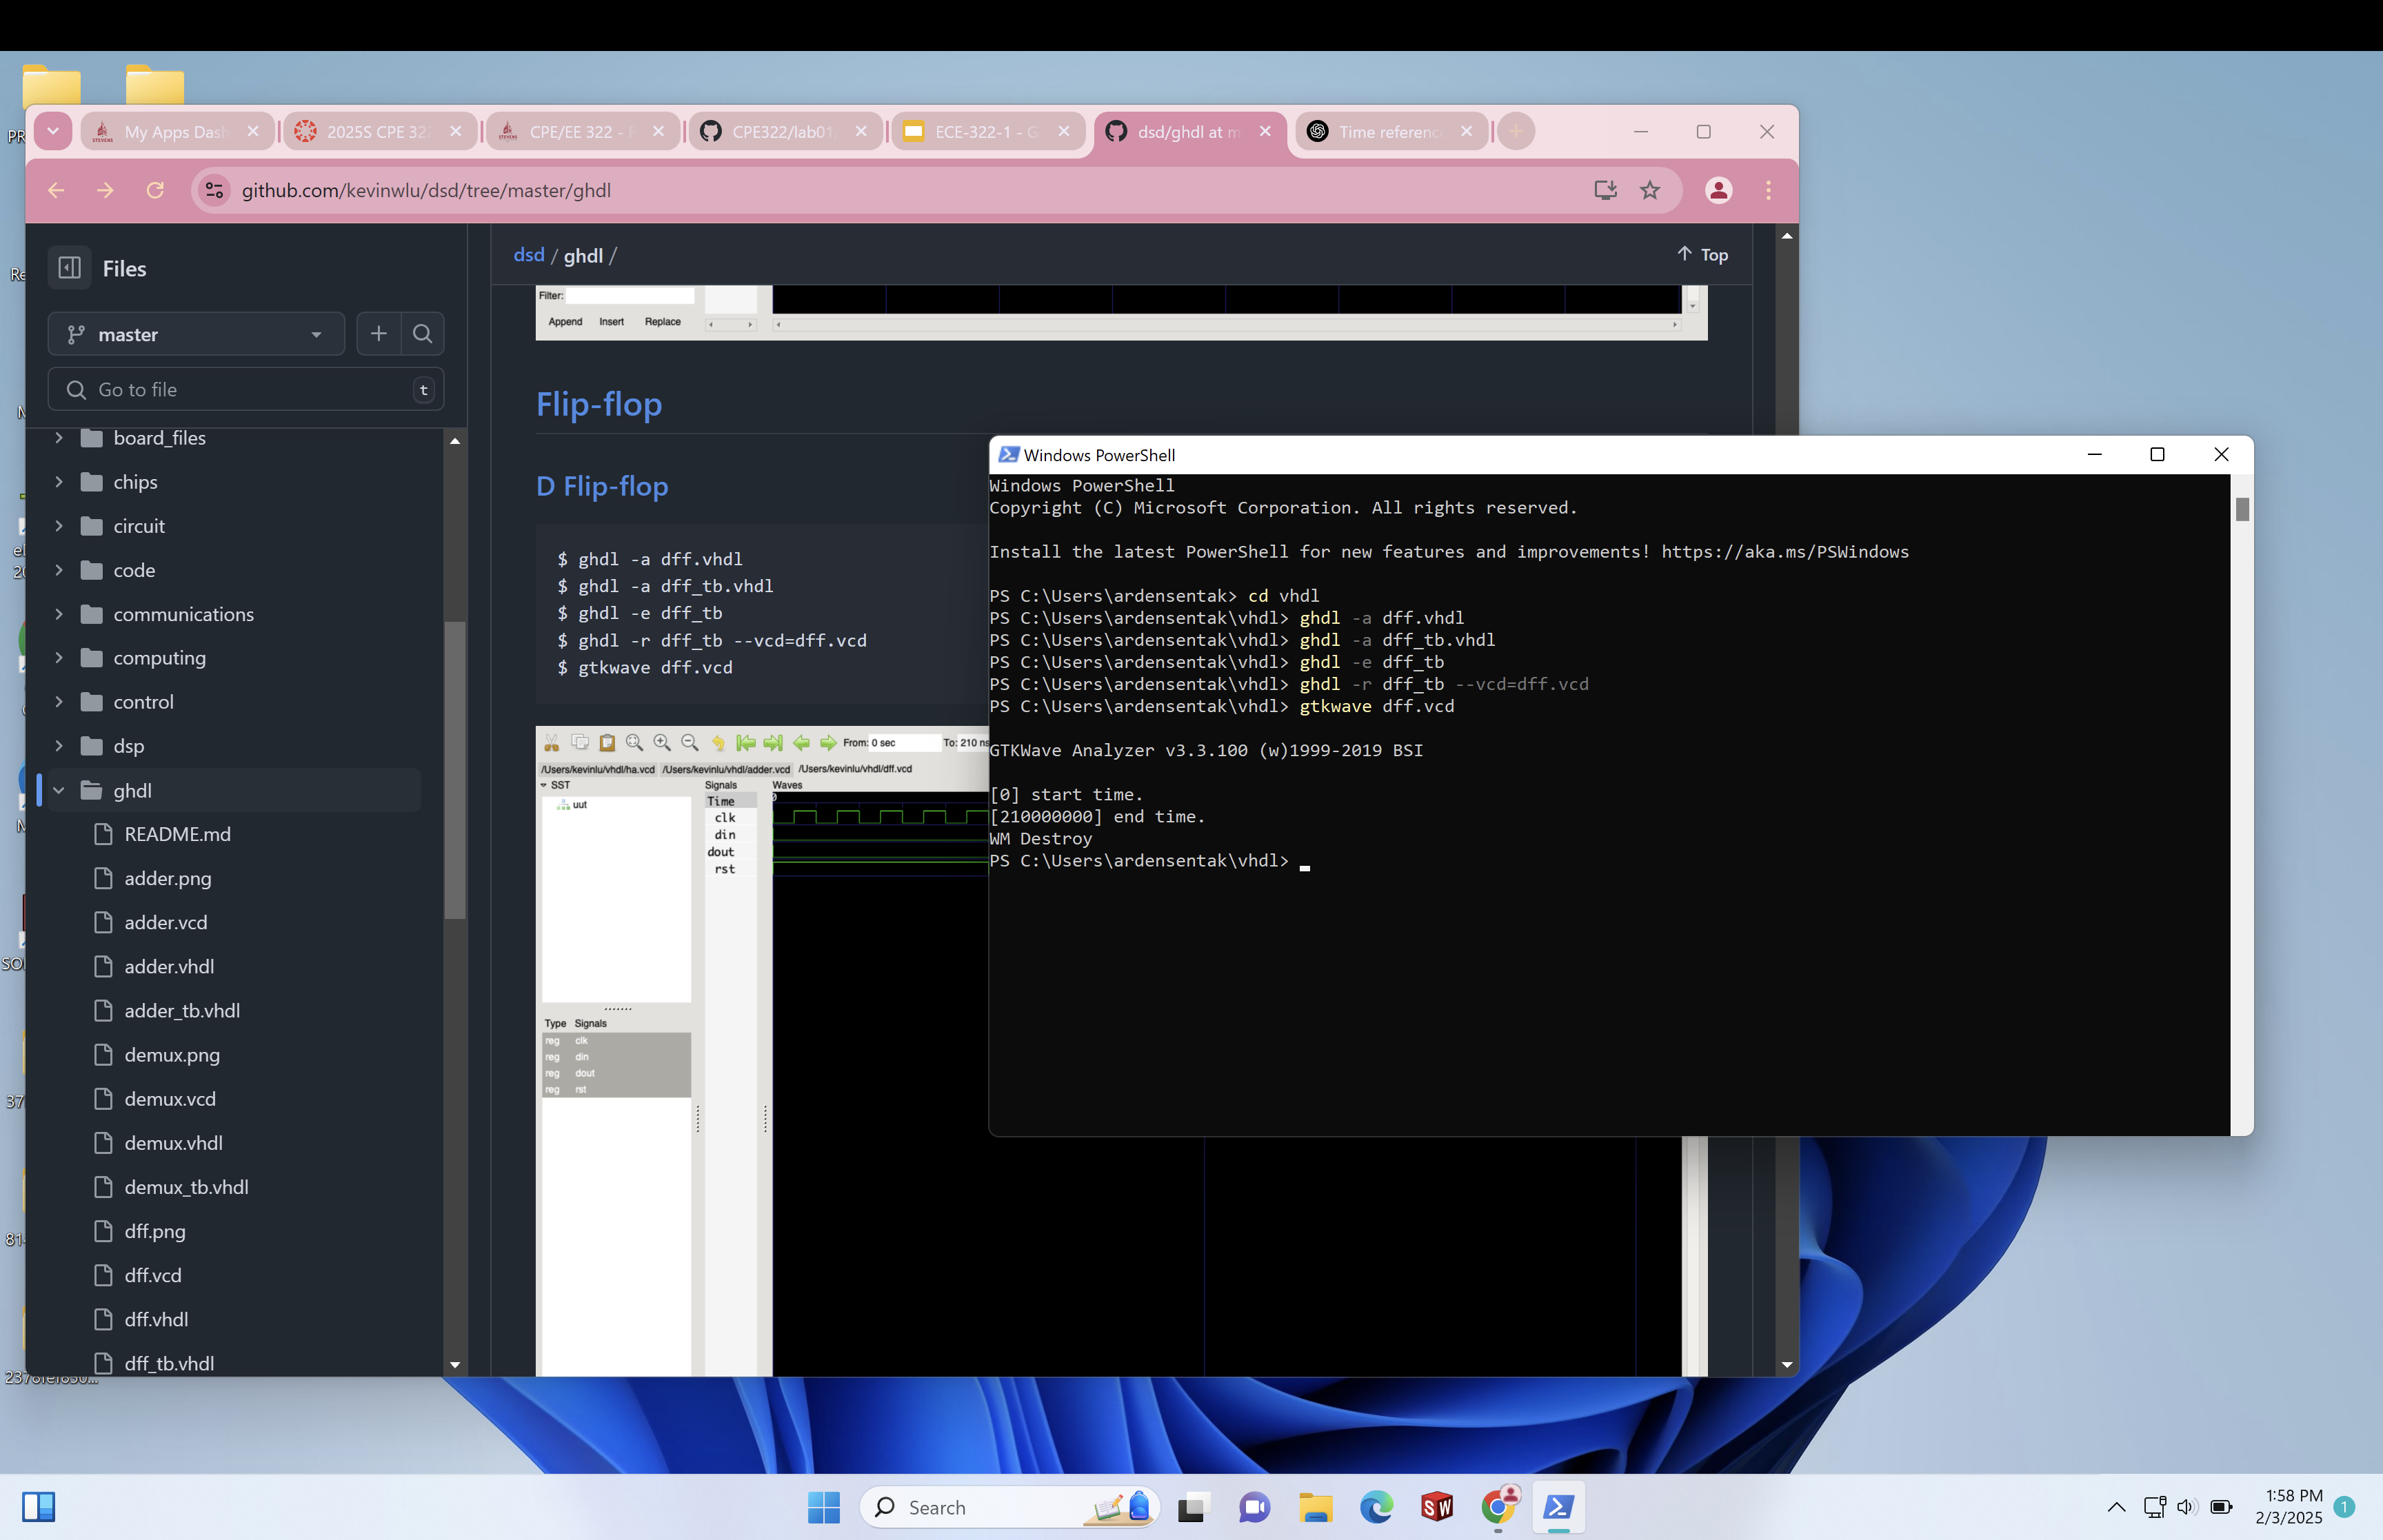 PR
Re
My Apps Dash
2025S CPE 322
CPE/EE 322 -
CPE322/lab01
ECE-322-1 - G
dsd/ghdl at m
Time referenc
github.com/kevinwlu/dsd/tree/master/ghdl
Files
master
Go to file
t
board_files
chips
circuit
code
communications
computing
control
dsp
ghdl
README.md
adder.png
adder.vcd
adder.vhdl
adder_tb.vhdl
demux.png
demux.vcd
demux.vhdl
demux_tb.vhdl
dff.png
dff.vcd
dff.vhdl
dff_tb.vhdl
dsd / ghdl /
Top
Filter:
Append Insert Replace
Flip-flop
D Flip-flop
$ ghdl -a dff.vhdl
$ ghdl -a dff_tb.vhdl
$ ghdl -e dff_tb
$ ghdl -r dff_tb --vcd=dff.vcd
$ gtkwave dff.vcd
From: 0 sec To: 210 ns
/Users/kevinlu/vhdl/ha.vcd /Users/kevinlu/vhdl/adder.vcd /Users/kevinlu/vhdl/dff.vcd
SST
uut
Signals
Waves
Time
0
clk
din
dout
rst
Type Signals
reg clk
reg din
reg dout
reg rst
Windows PowerShell
Windows PowerShell
Copyright (C) Microsoft Corporation. All rights reserved.
Install the latest PowerShell for new features and improvements! https://aka.ms/PSWindows
PS C:\Users\ardensentak> cd vhdl
PS C:\Users\ardensentak\vhdl> ghdl -a dff.vhdl
PS C:\Users\ardensentak\vhdl> ghdl -a dff_tb.vhdl
PS C:\Users\ardensentak\vhdl> ghdl -e dff_tb
PS C:\Users\ardensentak\vhdl> ghdl -r dff_tb --vcd=dff.vcd
PS C:\Users\ardensentak\vhdl> gtkwave dff.vcd
GTKWave Analyzer v3.3.100 (w)1999-2019 BSI
[0] start time.
[210000000] end time.
WM Destroy
PS C:\Users\ardensentak\vhdl>
Search
SW
1:58 PM
2/3/2025
1